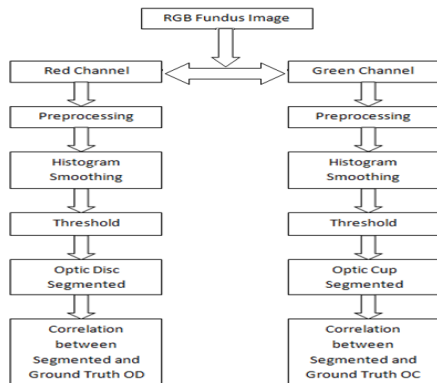 RGB Fundus Image
Red Channel
Preprocessing
Histogram
Smoothing
Threshold
Optic Disc
Segmented
Correlation
between
Segmented and
Ground Truth OD
Green Channel
Preprocessing
Histogram
Smoothing
Threshold
Optic Cup
Segmented
Correlation
between
Segmented and
Ground Truth OC